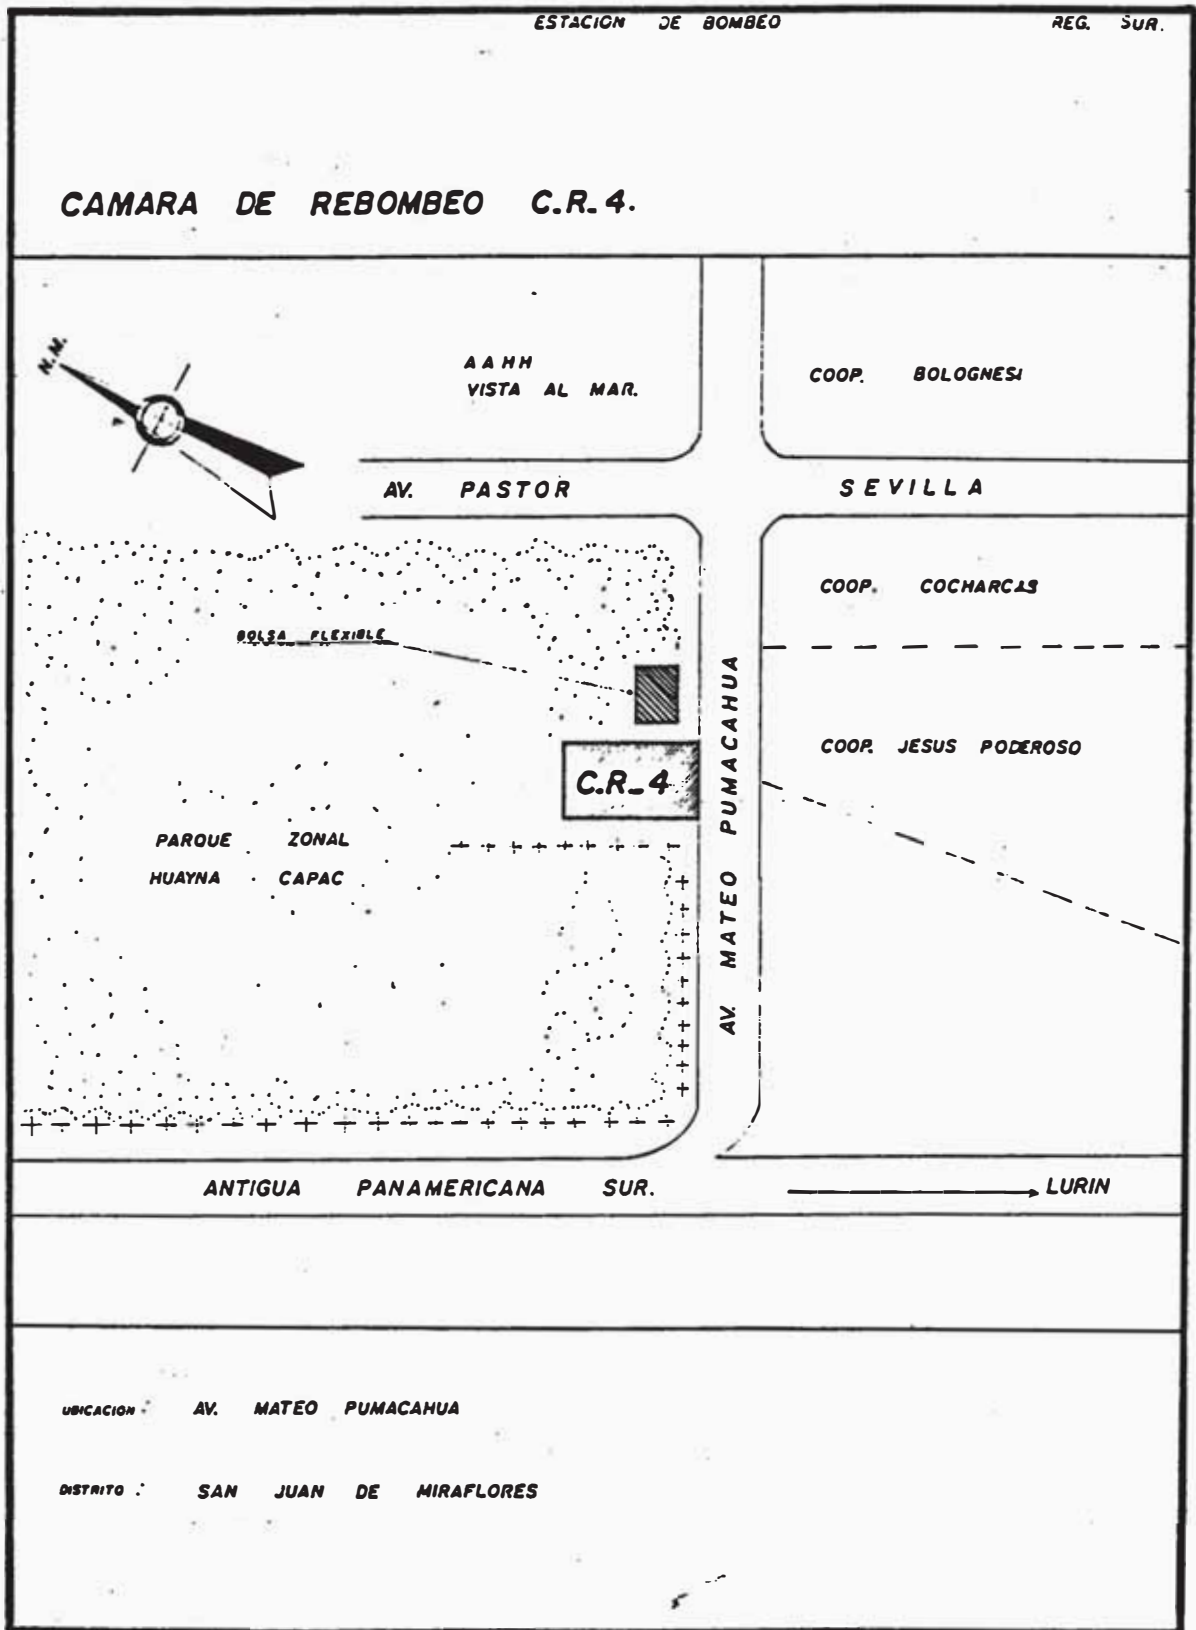 ESTACION DE BOMBEO REG. SUR.
CAMARA DE REBOMBEO C.R_4.
N.M.
AAHH
VISTA AL MAR.
COOP. BOLOGNESI
AV. PASTOR SEVILLA
COOP. COCHARCAS
BOLSA FLEXIBLE
AV. MATEO PUMACAHUA
COOP. JESUS PODEROSO
C.R_4
PARQUE ZONAL
HUAYNA CAPAC
ANTIGUA PANAMERICANA SUR.
LURIN
UBICACION: AV. MATEO PUMACAHUA
DISTRITO: SAN JUAN DE MIRAFLORES